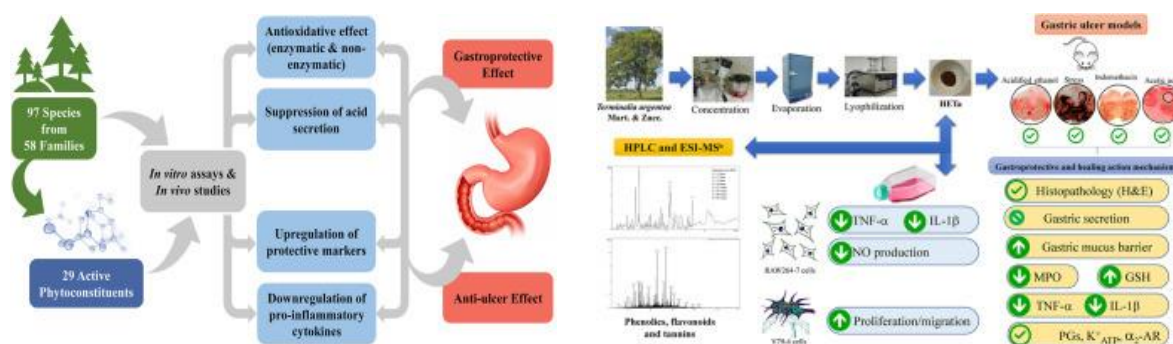 97 Species
from
58 Families
29 Active
Phytoconstituents
In vitro assays &
In vivo studies
Antioxidative effect
(enzymatic & non-
enzymatic)
Suppression of acid
secretion
Upregulation of
protective markers
Downregulation of
pro-inflammatory
cytokines
Gastroprotective
Effect
Anti-ulcer Effect
Terminalia argentea
Mart. & Zucc.
Concentration
Evaporation
Lyophilization
HETa
HPLC and ESI-MSⁿ
Phenolics, flavonoids
and tannins
RAW264-7 cells
TNF-α
IL-1β
NO production
Proliferation/migration
Gastric ulcer models
Acidified ethanol
Stress
Indomethacin
Gastroprotective and healing action mechanism
Histopathology (H&E)
Gastric secretion
Gastric mucus barrier
MPO
GSH
TNF-α
IL-1β
PGs, K⁺ATP, α₂-AR